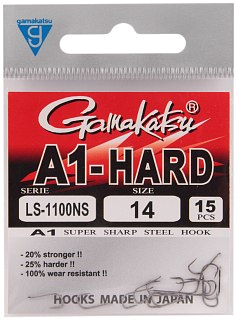 gamakatsu
g
Gamakatsu®
A1-HARD
SERIE SIZE
LS-1100NS 14 15 PCS
A1 SUPER SHARP STEEL HOOK
- 20% stronger !!
- 25% harder !!
- 100% wear resistant !!
HOOKS MADE IN JAPAN